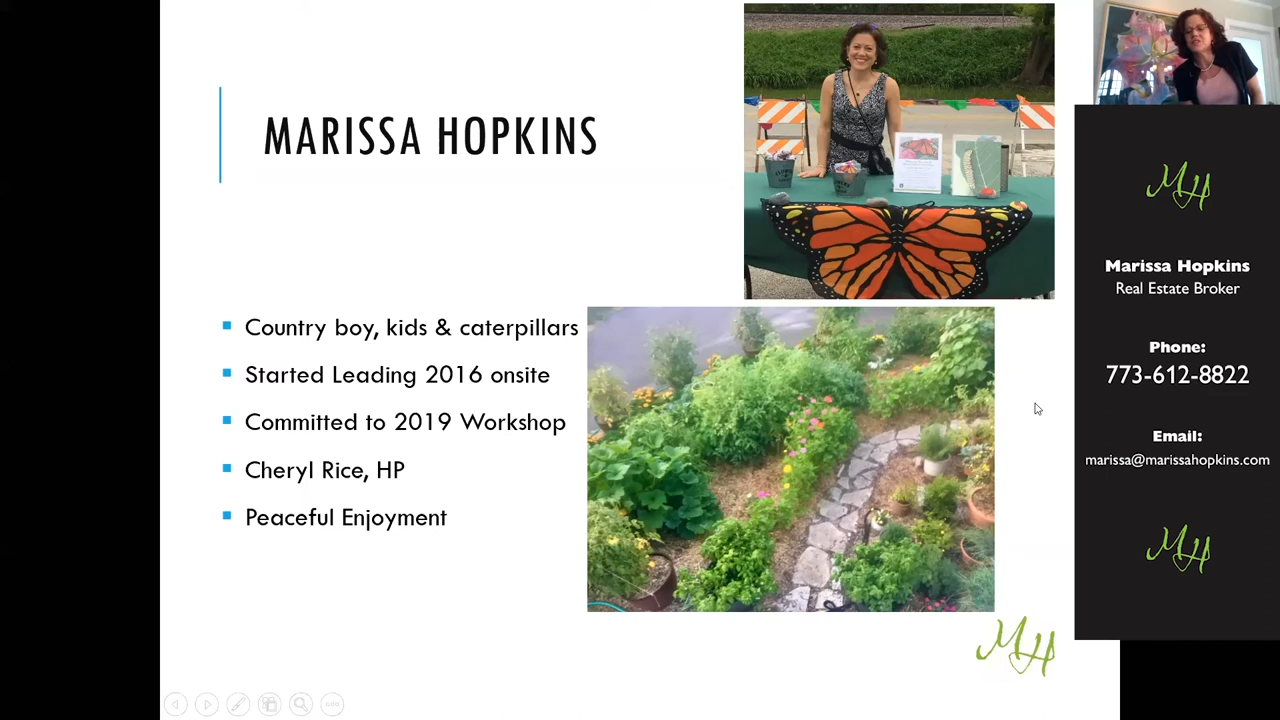 MARISSA HOPKINS
Country boy, kids & caterpillars
Started Leading 2016 onsite
Committed to 2019 Workshop
Cheryl Rice, HP
Peaceful Enjoyment
MH
MH
Marissa Hopkins
Real Estate Broker
Phone:
773-612-8822
Email:
marissa@marissahopkins.com
MH